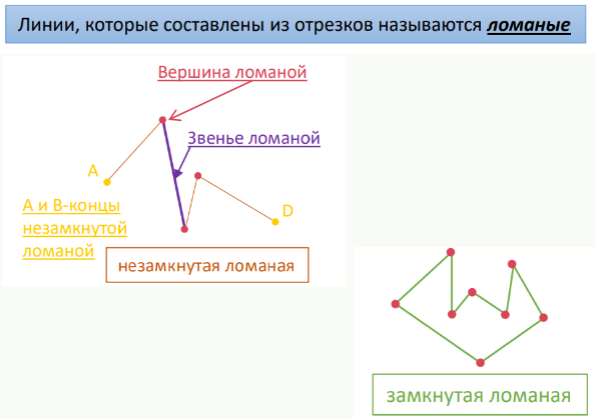 Линии, которые составлены из отрезков называются ломаные
Вершина ломаной
Звенье ломаной
A
А и В-концы
незамкнутой
ломаной
D
незамкнутая ломаная
замкнутая ломаная